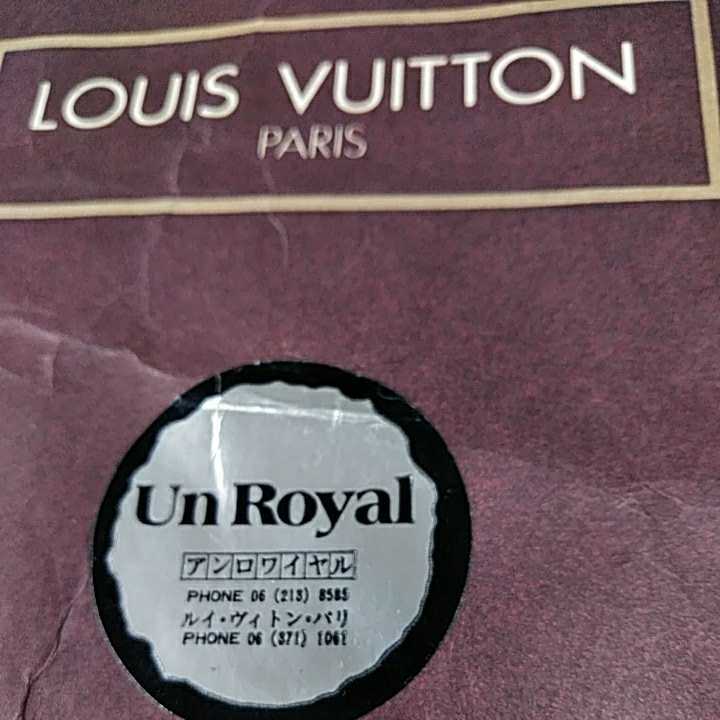 LOUIS VUITTON
PARIS
Un Royal
アンロワイヤル
PHONE 06 (213) 8585
ルイ・ヴィトン・パリ
PHONE 06 (371) 1061